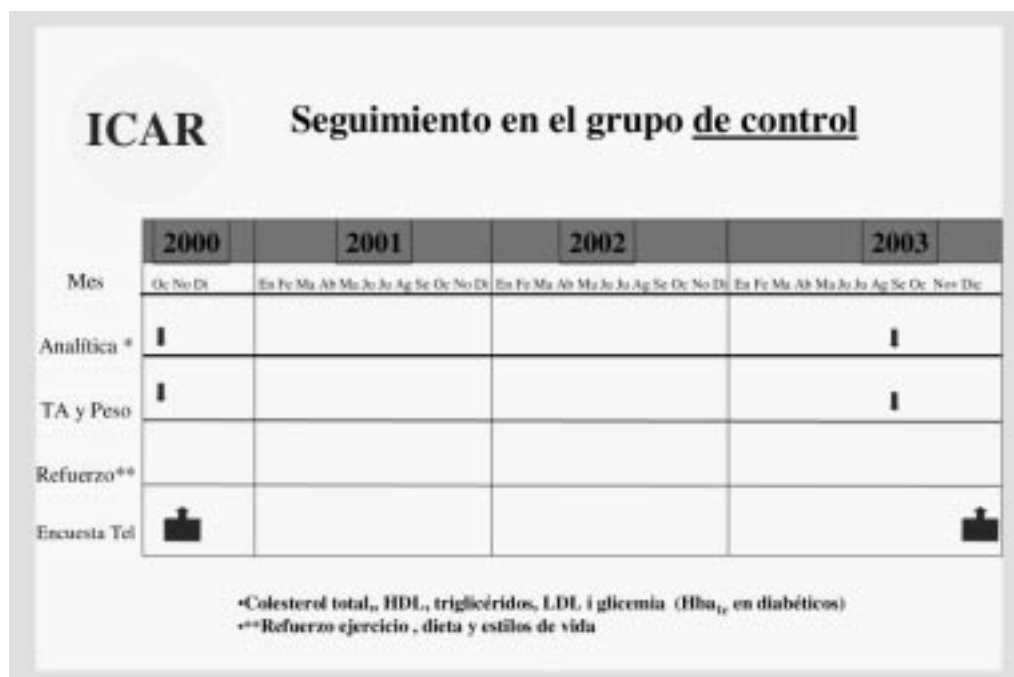 ICAR
Seguimiento en el grupo de control
2000 2001 2002 2003
Mes Oc No Di En Fe Ma Ab Ma Ju Ju Ag Se Oc No Di En Fe Ma Ab Ma Ju Ju Ag Se Oc No Di En Fe Ma Ab Ma Ju Ju Ag Se Oc Nov Dic
Analítica *
TA y Peso
Refuerzo**
Encuesta Tel
•Colesterol total,, HDL, triglicéridos, LDL i glicemia (Hba1c en diabéticos)
•**Refuerzo ejercicio , dieta y estilos de vida